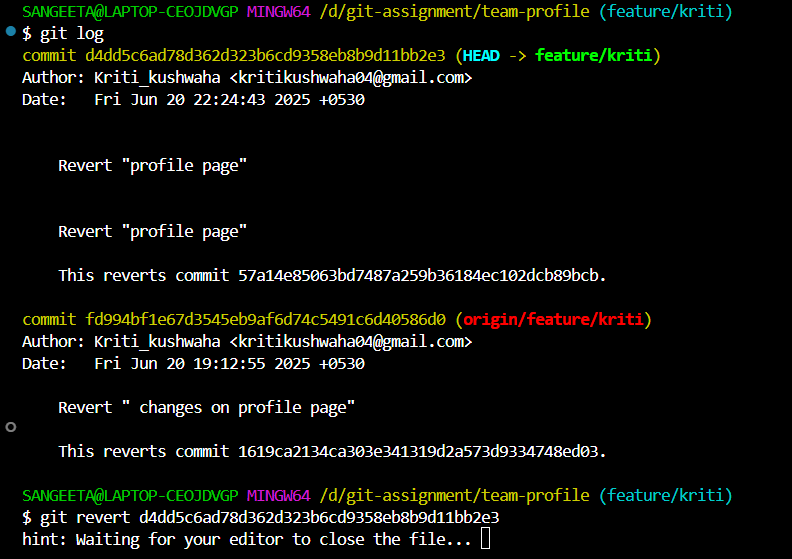 SANGEETA@LAPTOP-CEOJDVGP MINGW64 /d/git-assignment/team-profile (feature/kriti)
$ git log
commit d4dd5c6ad78d362d323b6cd9358eb8b9d11bb2e3 (HEAD -> feature/kriti)
Author: Kriti_kushwaha <kritikushwaha04@gmail.com>
Date:   Fri Jun 20 22:24:43 2025 +0530
Revert "profile page"
Revert "profile page"
This reverts commit 57a14e85063bd7487a259b36184ec102dcb89bcb.
commit fd994bf1e67d3545eb9af6d74c5491c6d40586d0 (origin/feature/kriti)
Author: Kriti_kushwaha <kritikushwaha04@gmail.com>
Date:   Fri Jun 20 19:12:55 2025 +0530
Revert " changes on profile page"
This reverts commit 1619ca2134ca303e341319d2a573d9334748ed03.
SANGEETA@LAPTOP-CEOJDVGP MINGW64 /d/git-assignment/team-profile (feature/kriti)
$ git revert d4dd5c6ad78d362d323b6cd9358eb8b9d11bb2e3
hint: Waiting for your editor to close the file...